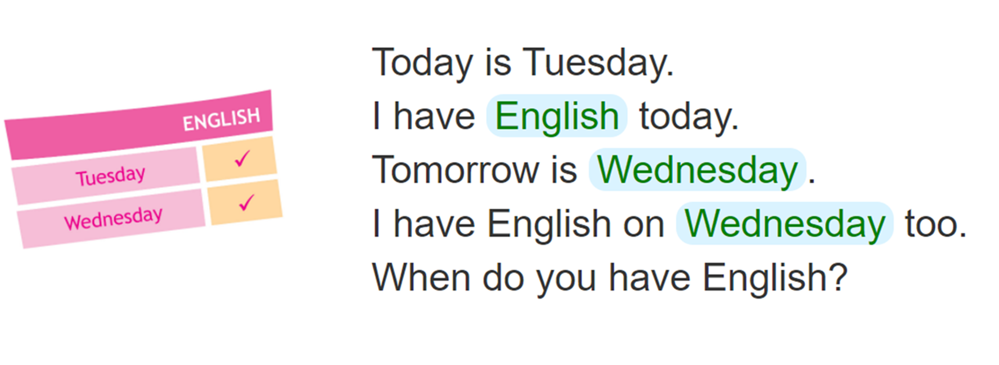 ENGLISH
Tuesday ✓
Wednesday ✓
Today is Tuesday.
I have English today.
Tomorrow is Wednesday.
I have English on Wednesday too.
When do you have English?